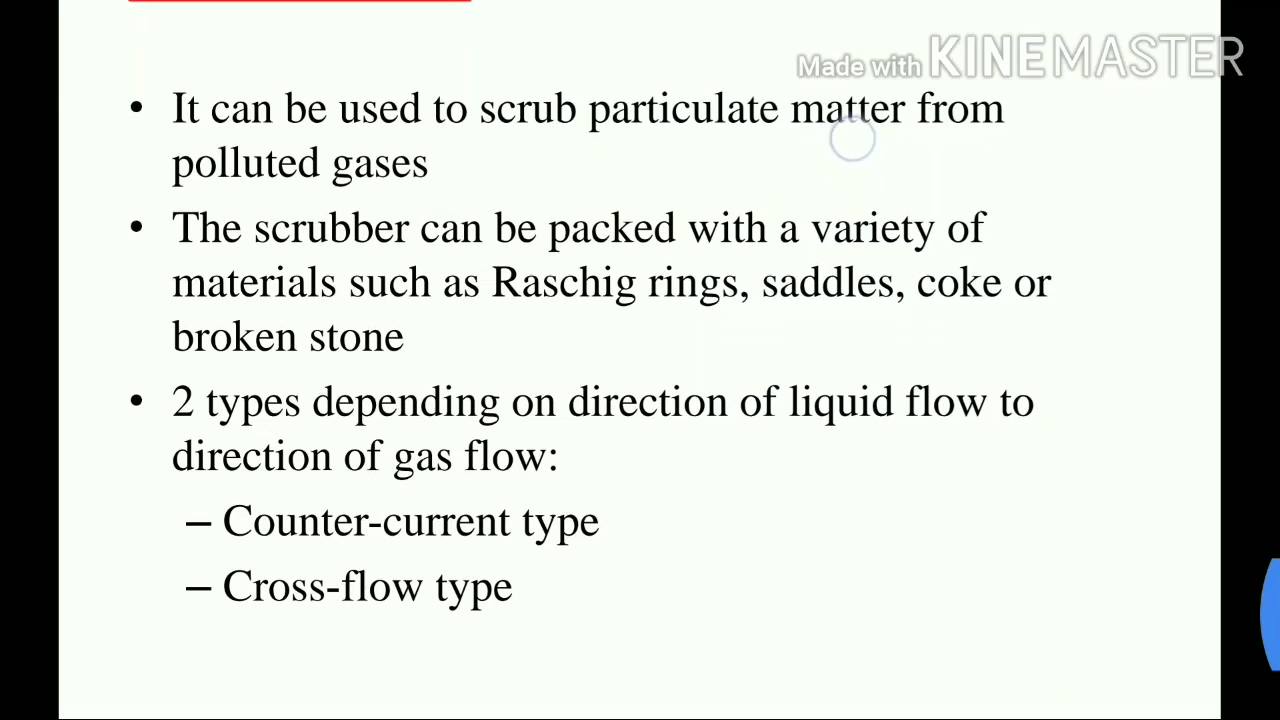 Made with KINEMASTER
• It can be used to scrub particulate matter from
polluted gases
• The scrubber can be packed with a variety of
materials such as Raschig rings, saddles, coke or
broken stone
• 2 types depending on direction of liquid flow to
direction of gas flow:
– Counter-current type
– Cross-flow type